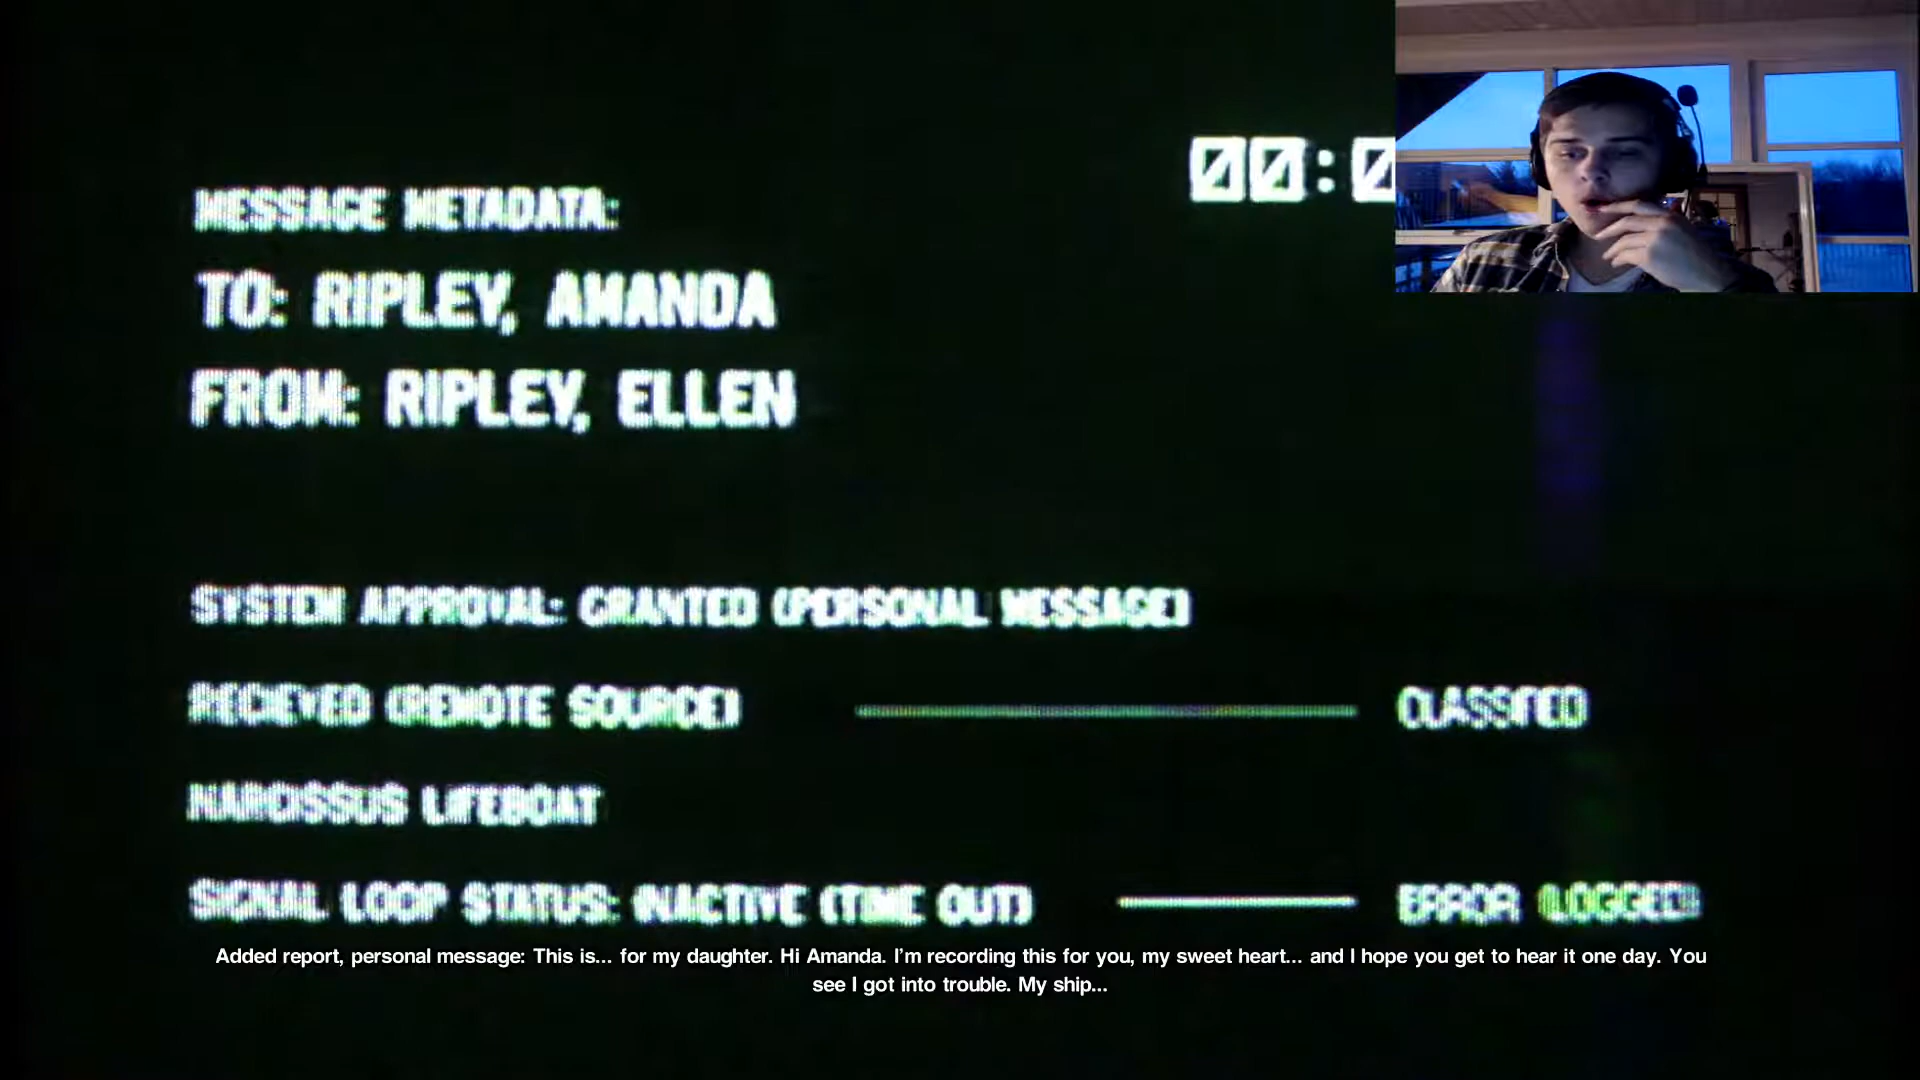 00:0
MESSAGE METADATA:
TO: RIPLEY, AMANDA
FROM: RIPLEY, ELLEN
SYSTEM APPROVAL: GRANTED (PERSONAL MESSAGE)
RECIEVED (REMOTE SOURCE) CLASSIFIED
NARCISSUS LIFEBOAT
SIGNAL LOOP STATUS: INACTIVE (TIME OUT) ERROR (LOGGED)
Added report, personal message: This is... for my daughter. Hi Amanda. I'm recording this for you, my sweet heart... and I hope you get to hear it one day. You
see I got into trouble. My ship...